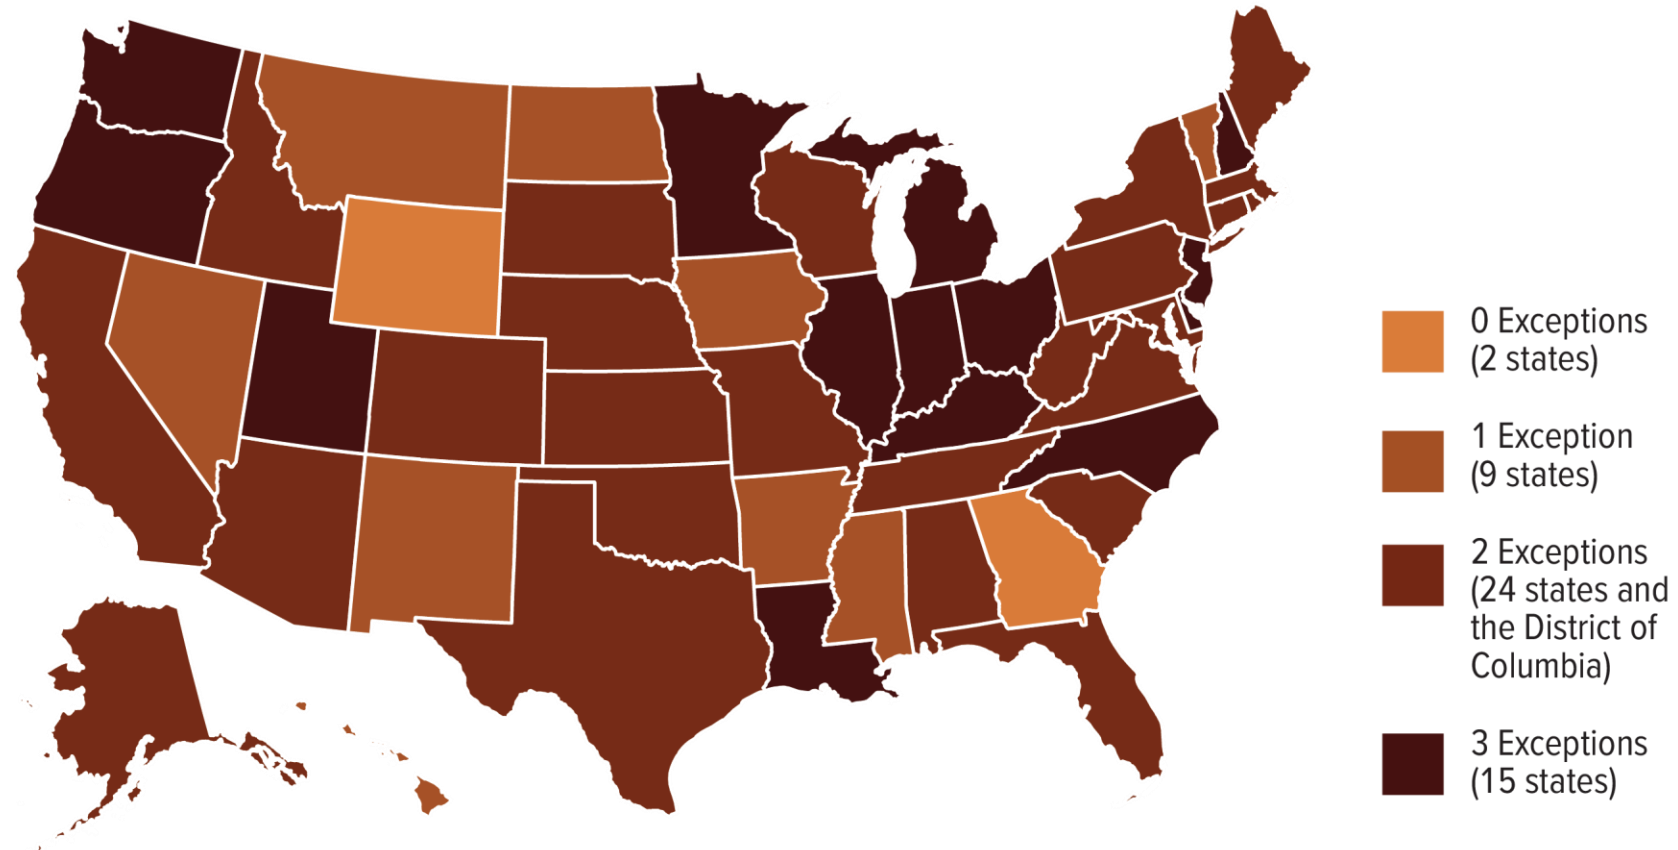 0 Exceptions
(2 states)
1 Exception
(9 states)
2 Exceptions
(24 states and
the District of
Columbia)
3 Exceptions
(15 states)